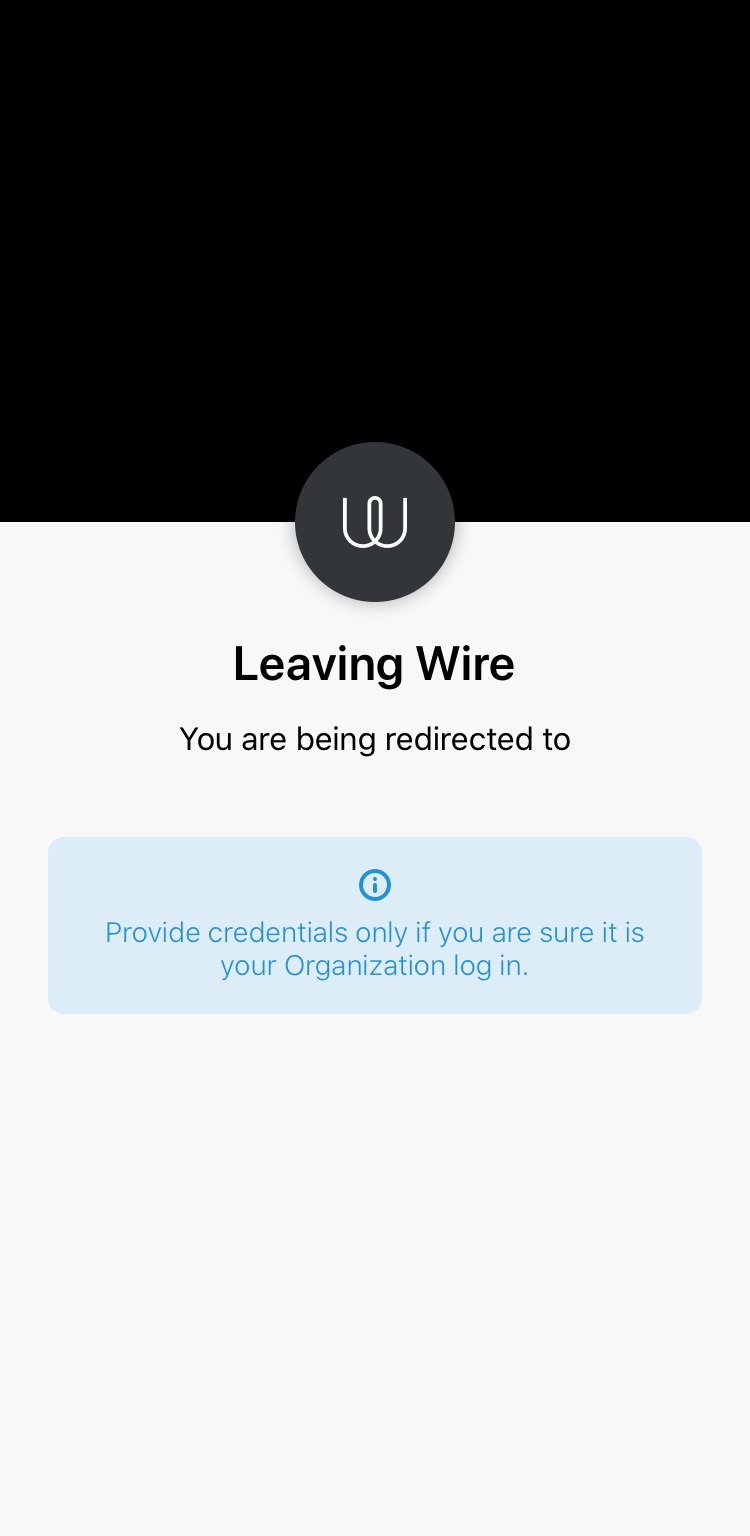 Leaving Wire
You are being redirected to
Provide credentials only if you are sure it is
your Organization log in.